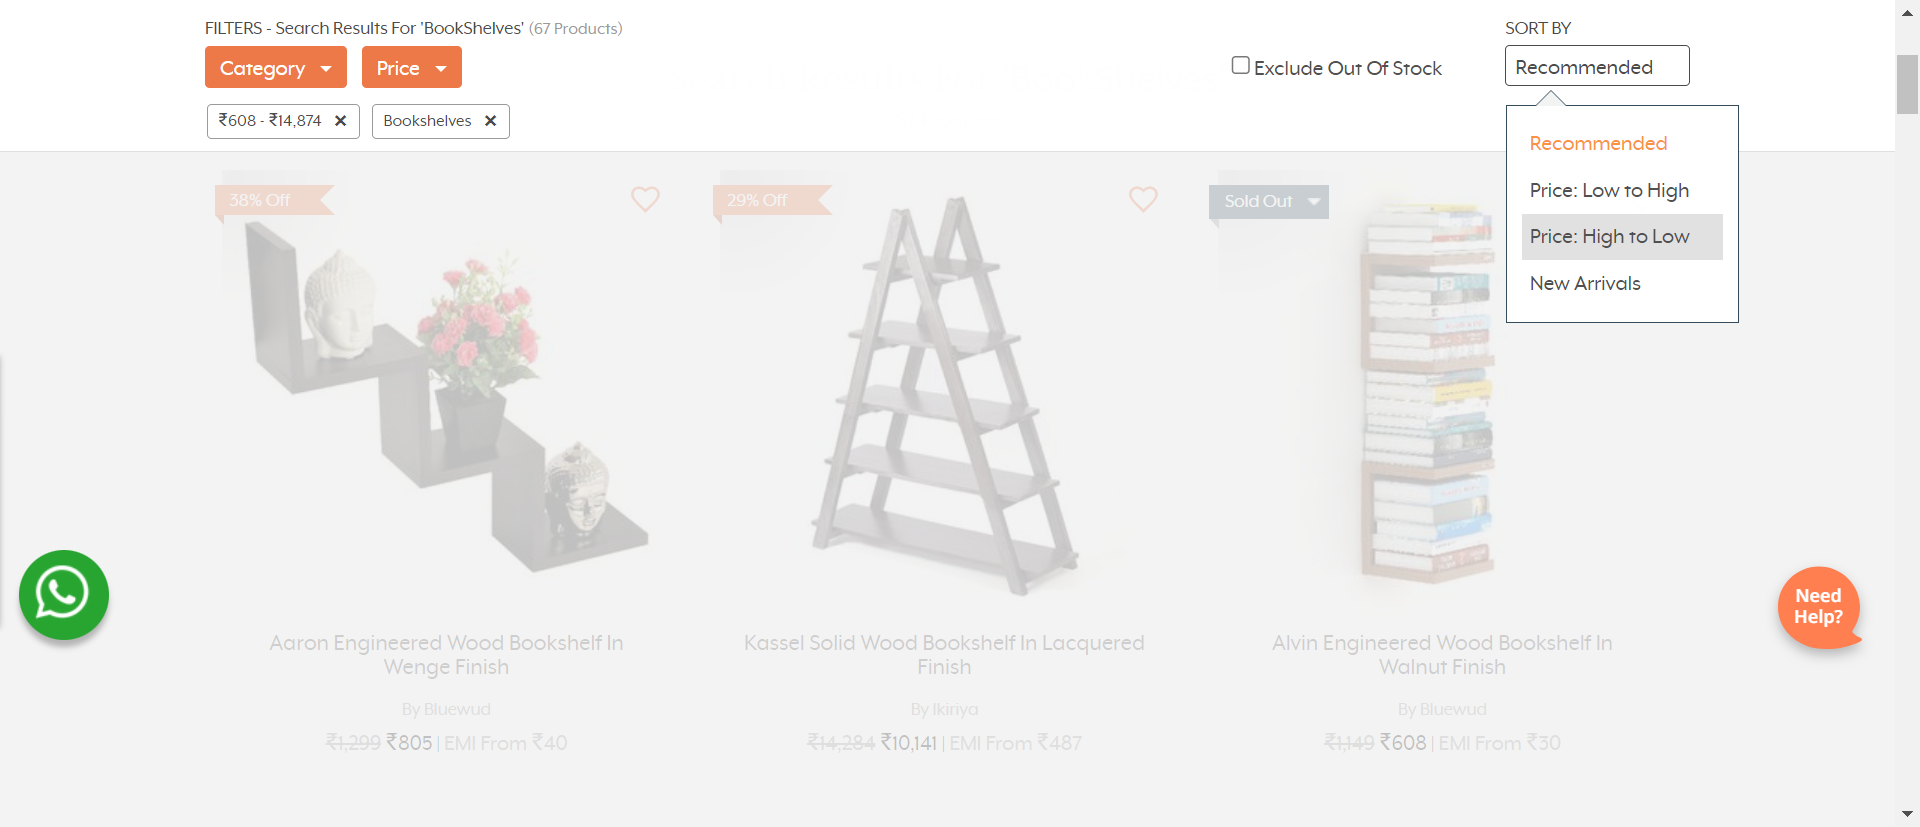 FILTERS - Search Results For 'BookShelves' (67 Products)
SORT BY
Category
Price
Exclude Out Of Stock
Recommended
₹608 - ₹14,874 ✕
Bookshelves ✕
Recommended
Price: Low to High
Price: High to Low
New Arrivals
38% Off
29% Off
Sold Out
Need
Help?
Aaron Engineered Wood Bookshelf In
Wenge Finish
By Bluewud
₹1,299 ₹805 | EMI From ₹40
Kassel Solid Wood Bookshelf In Lacquered
Finish
By Ikiriya
₹14,284 ₹10,141 | EMI From ₹487
Alvin Engineered Wood Bookshelf In
Walnut Finish
By Bluewud
₹1,149 ₹608 | EMI From ₹30